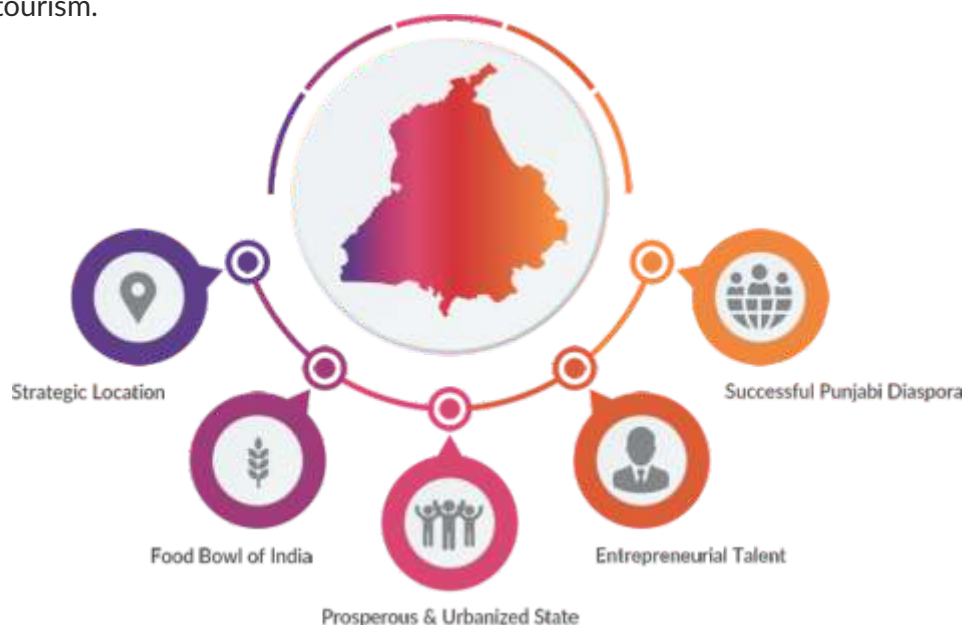 tourism.
Strategic Location
Successful Punjabi Diaspora
Food Bowl of India
Entrepreneurial Talent
Prosperous & Urbanized State